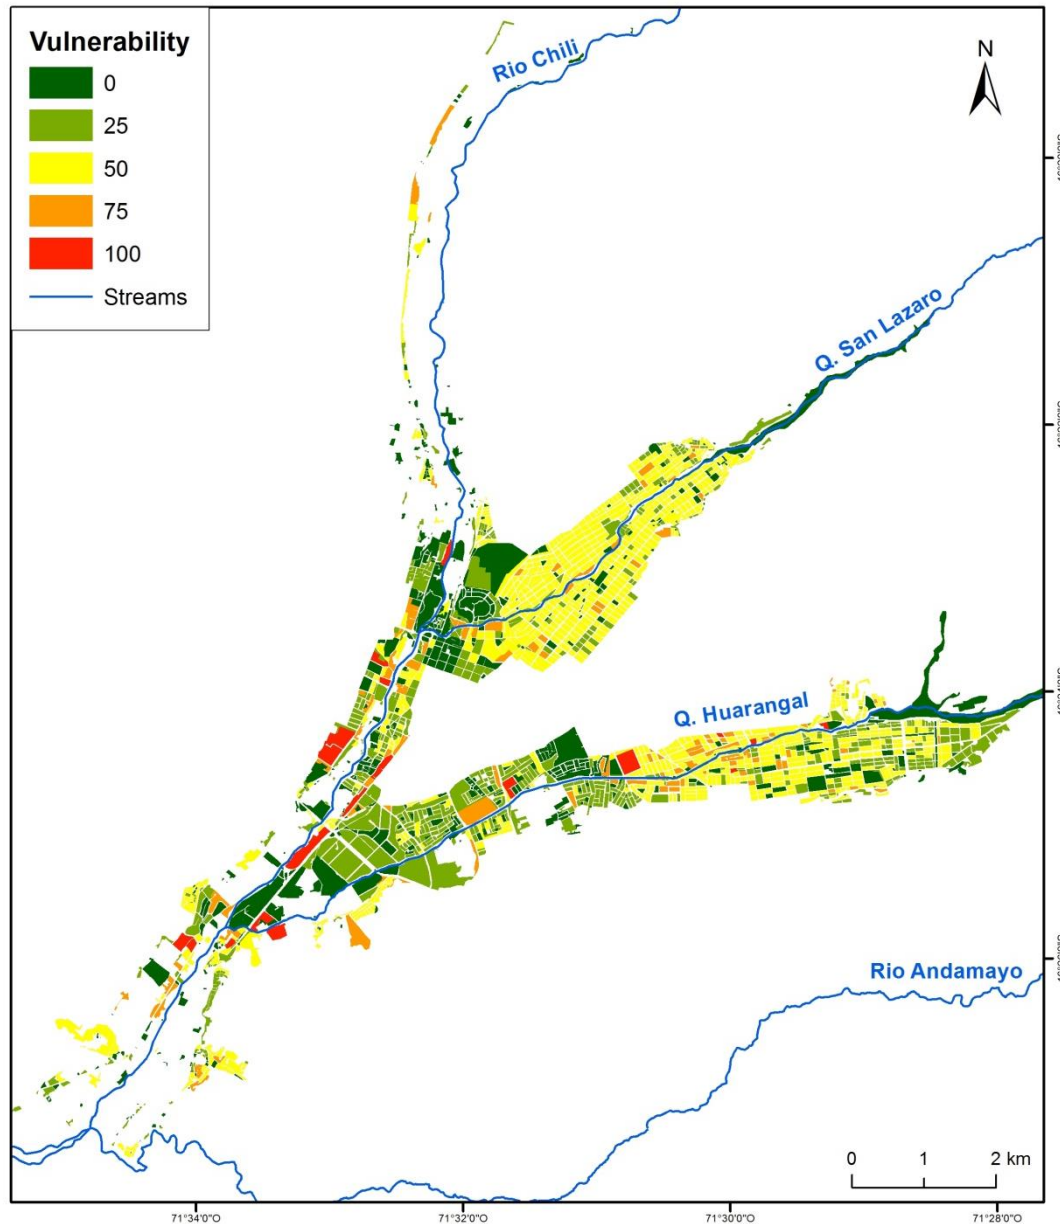 Vulnerability
0
25
50
75
100
Streams
N
Rio Chili
Q. San Lazaro
Q. Huarangal
Rio Andamayo
0 1 2 km
71°34'0"O 71°32'0"O 71°30'0"O 71°28'0"O